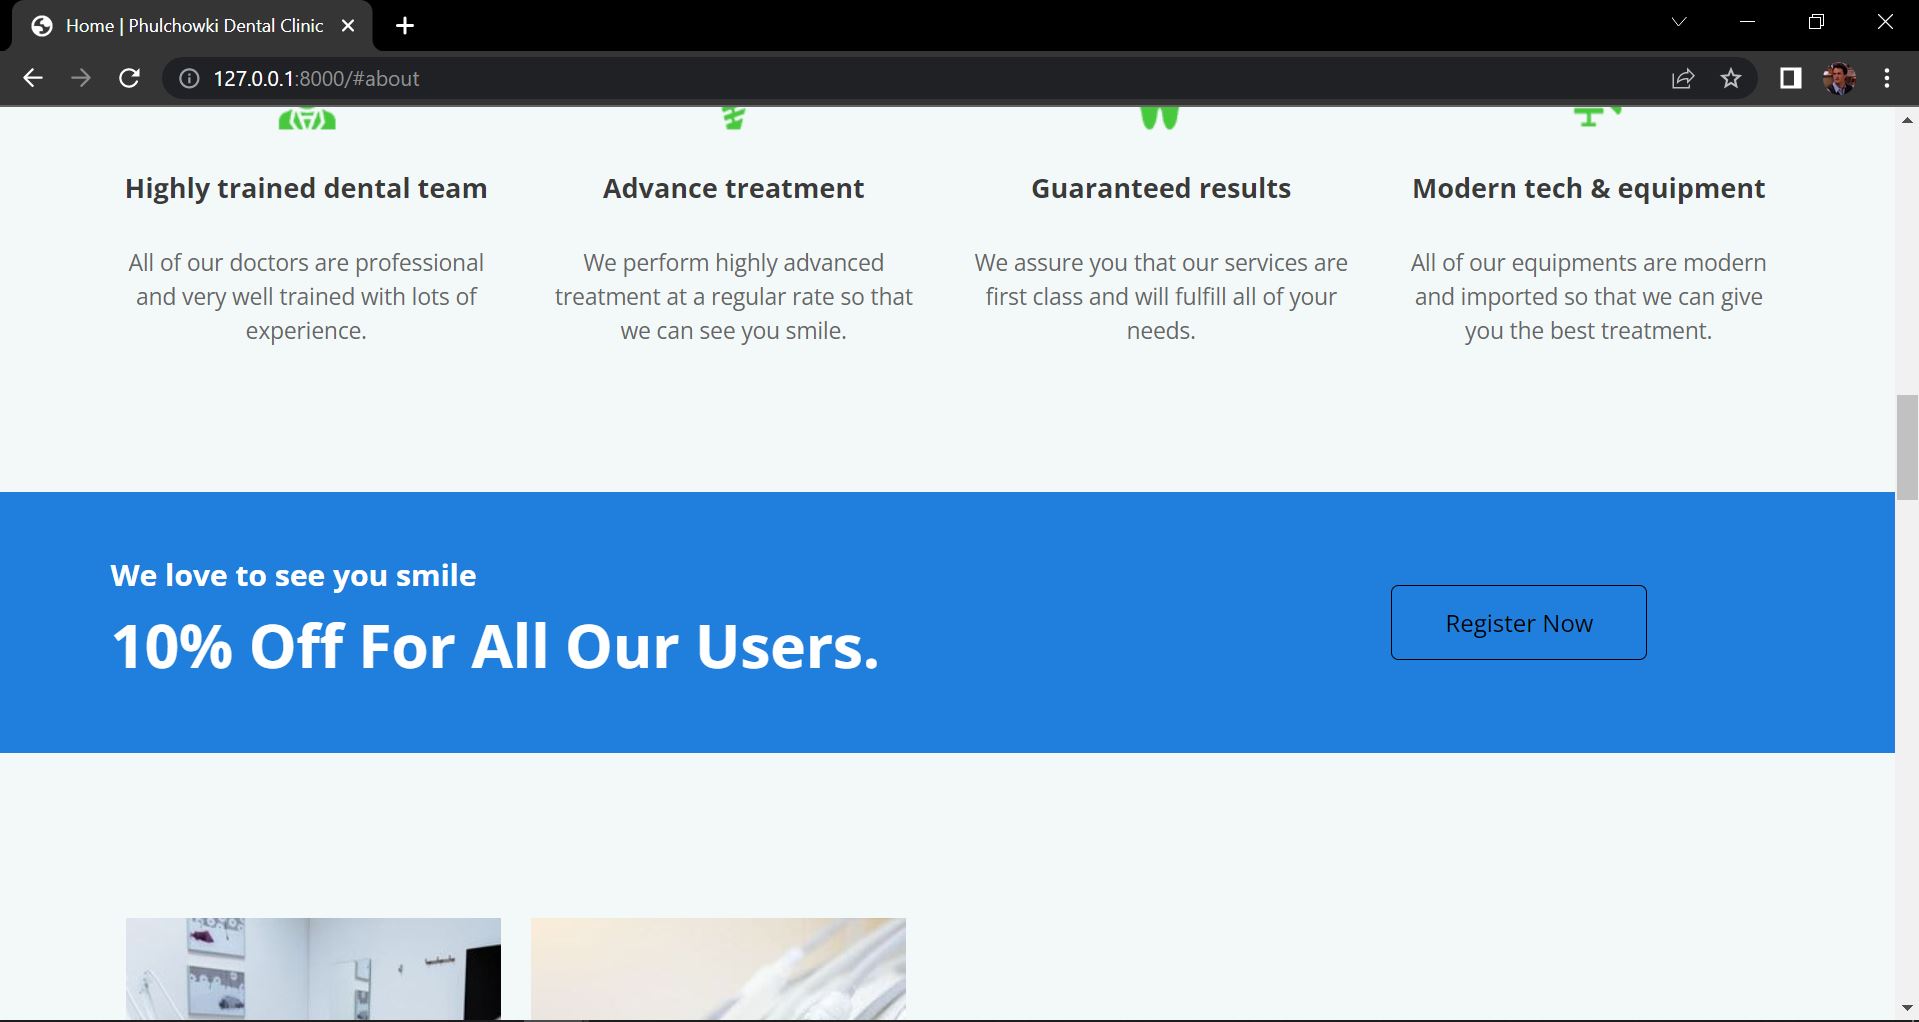 Home | Phulchowki Dental Clinic
127.0.0.1:8000/#about
Highly trained dental team
All of our doctors are professional
and very well trained with lots of
experience.
Advance treatment
We perform highly advanced
treatment at a regular rate so that
we can see you smile.
Guaranteed results
We assure you that our services are
first class and will fulfill all of your
needs.
Modern tech & equipment
All of our equipments are modern
and imported so that we can give
you the best treatment.
We love to see you smile
10% Off For All Our Users.
Register Now